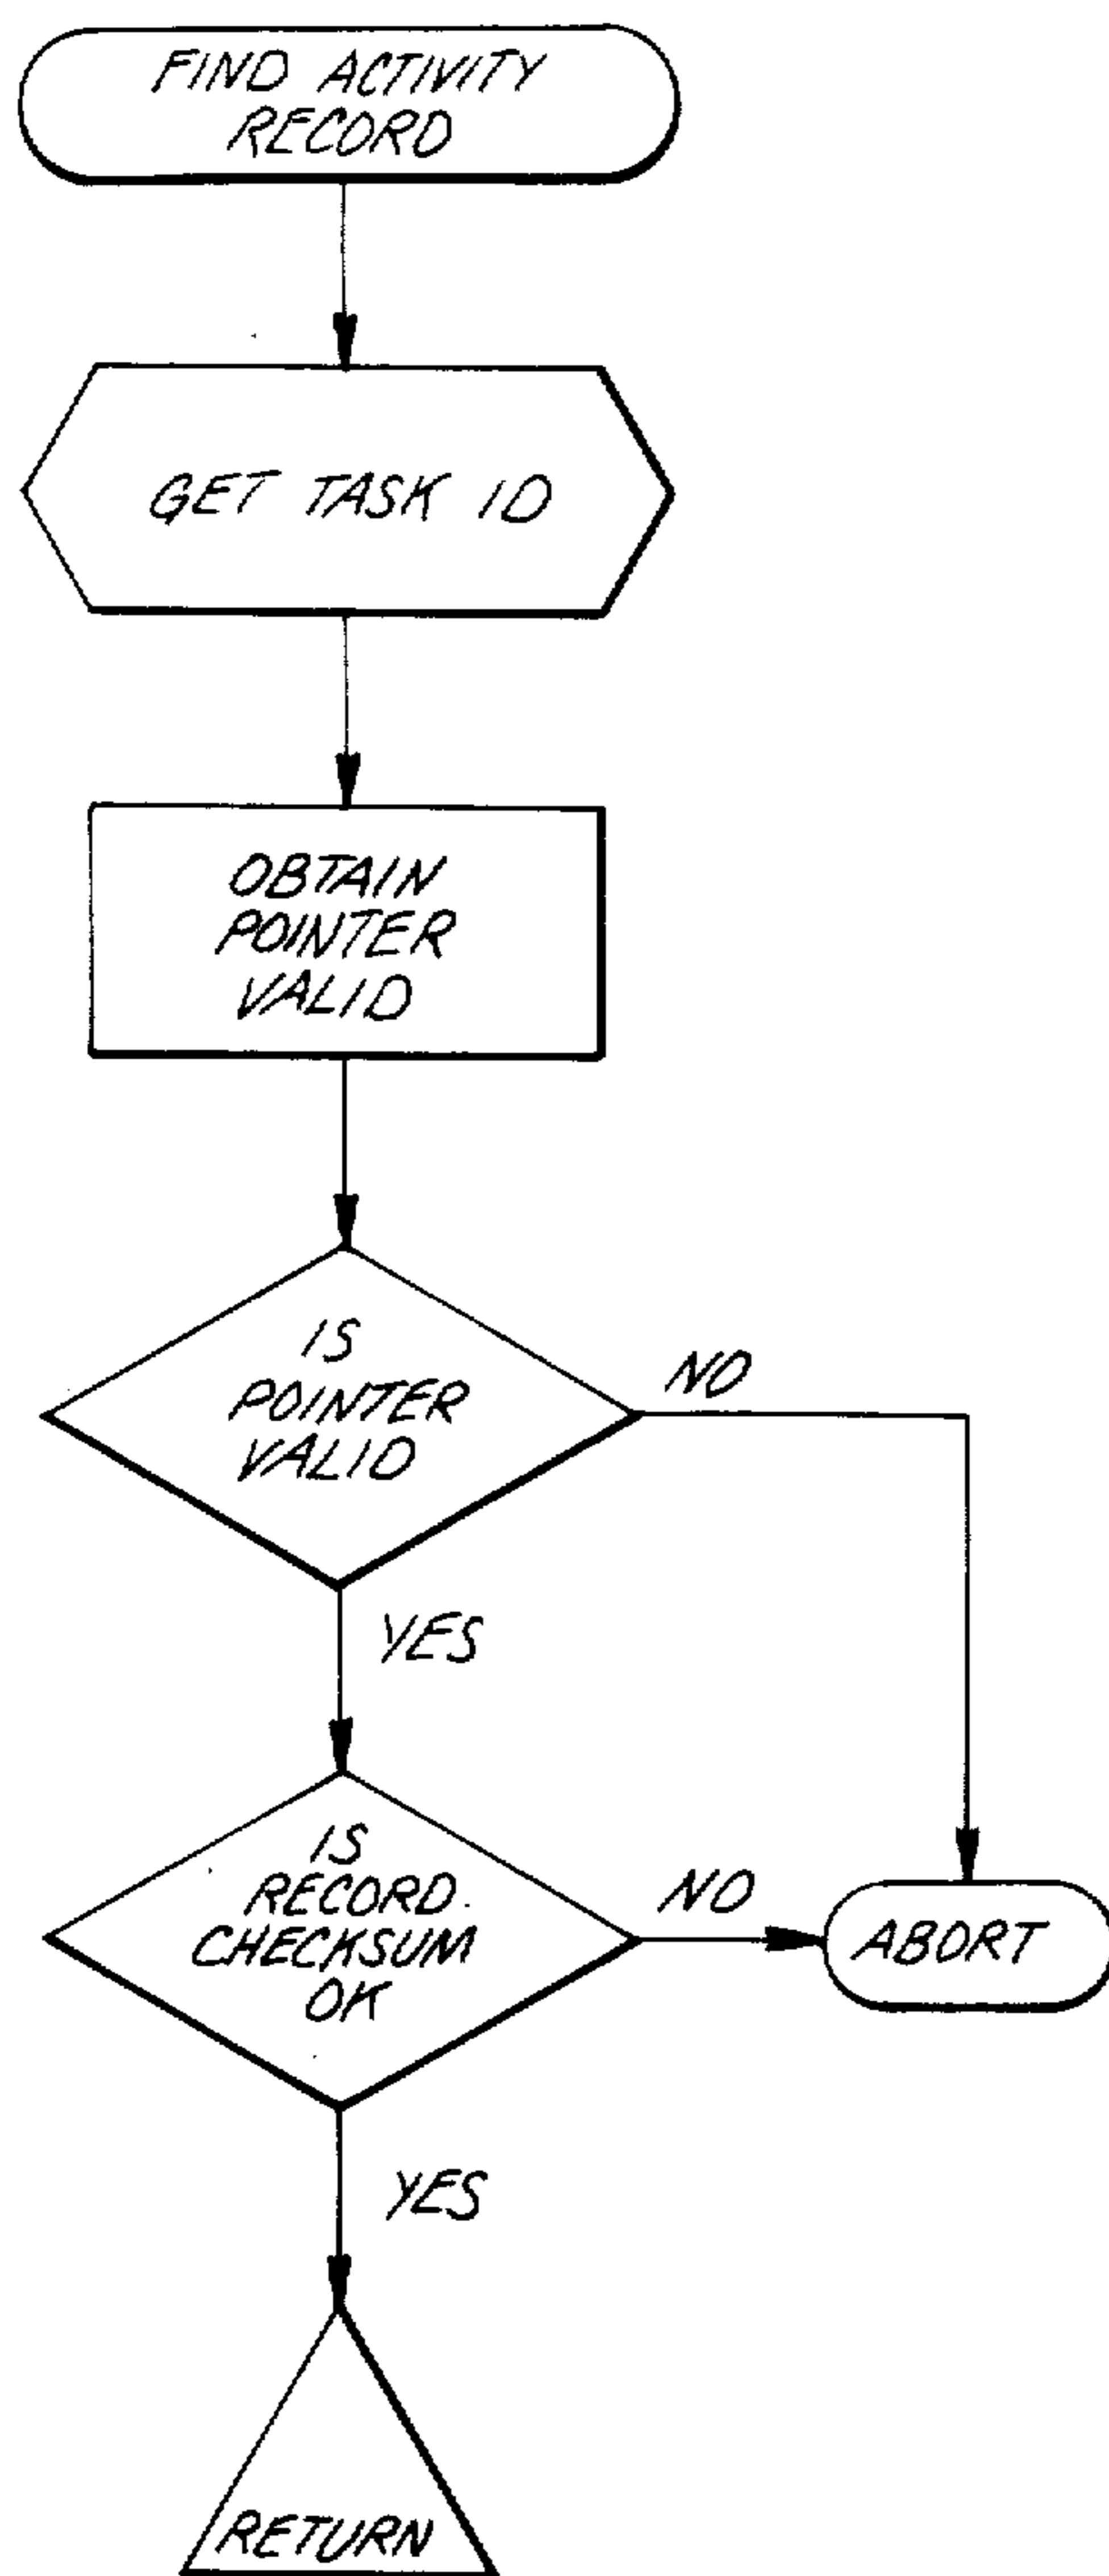 FIND ACTIVITY
RECORD
GET TASK ID
OBTAIN
POINTER
VALID
IS
POINTER
VALID
NO
YES
IS
RECORD
CHECKSUM
OK
NO
ABORT
YES
RETURN